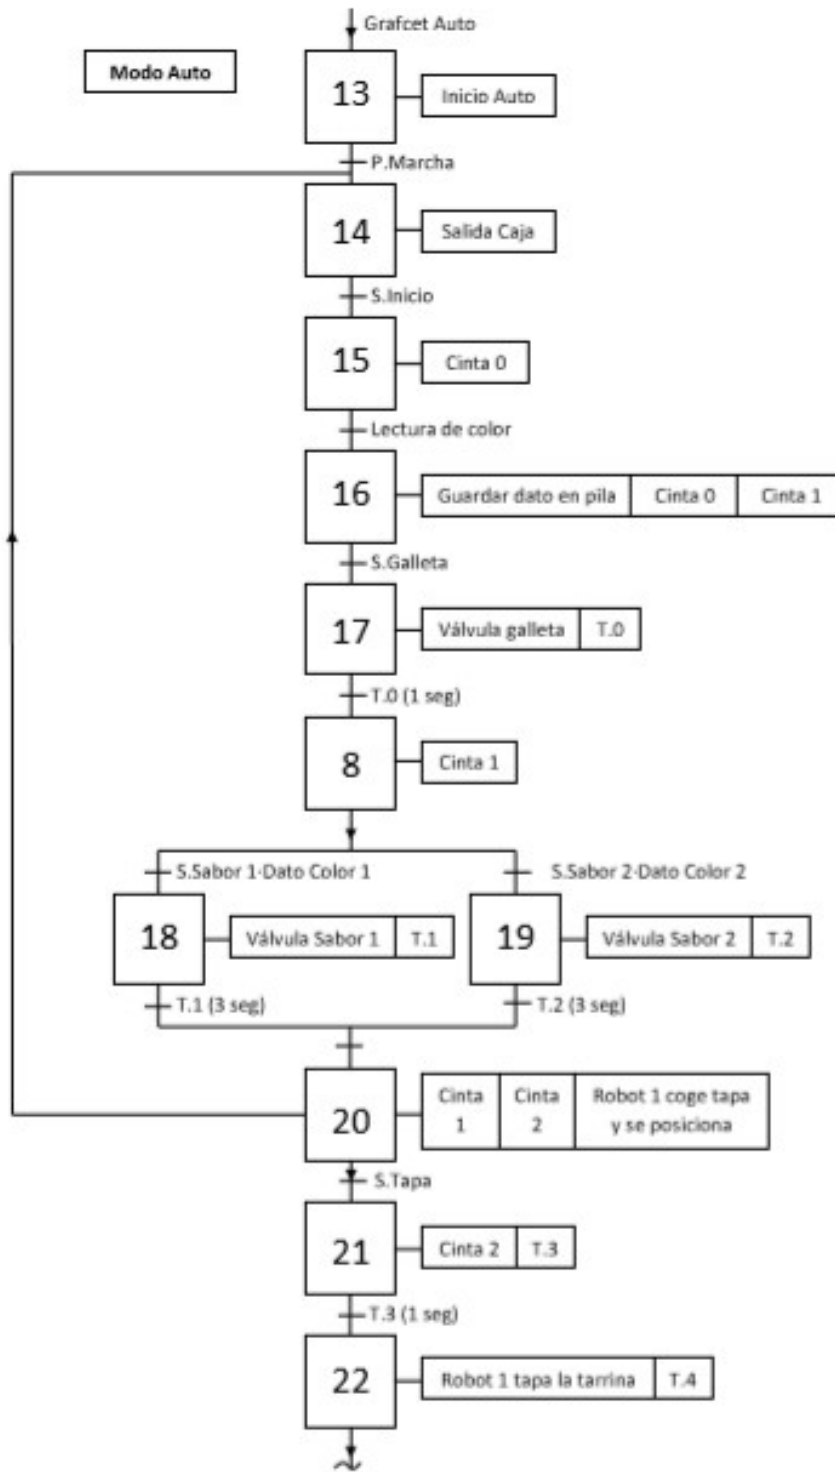 Grafcet Auto
Modo Auto
13
Inicio Auto
P.Marcha
14
Salida Caja
S.Inicio
15
Cinta 0
Lectura de color
16
Guardar dato en pila
Cinta 0
Cinta 1
S.Galleta
17
Válvula galleta
T.0
T.0 (1 seg)
8
Cinta 1
S.Sabor 1·Dato Color 1
S.Sabor 2·Dato Color 2
18
Válvula Sabor 1
T.1
19
Válvula Sabor 2
T.2
T.1 (3 seg)
T.2 (3 seg)
20
Cinta
1
Cinta
2
Robot 1 coge tapa
y se posiciona
S.Tapa
21
Cinta 2
T.3
T.3 (1 seg)
22
Robot 1 tapa la tarrina
T.4